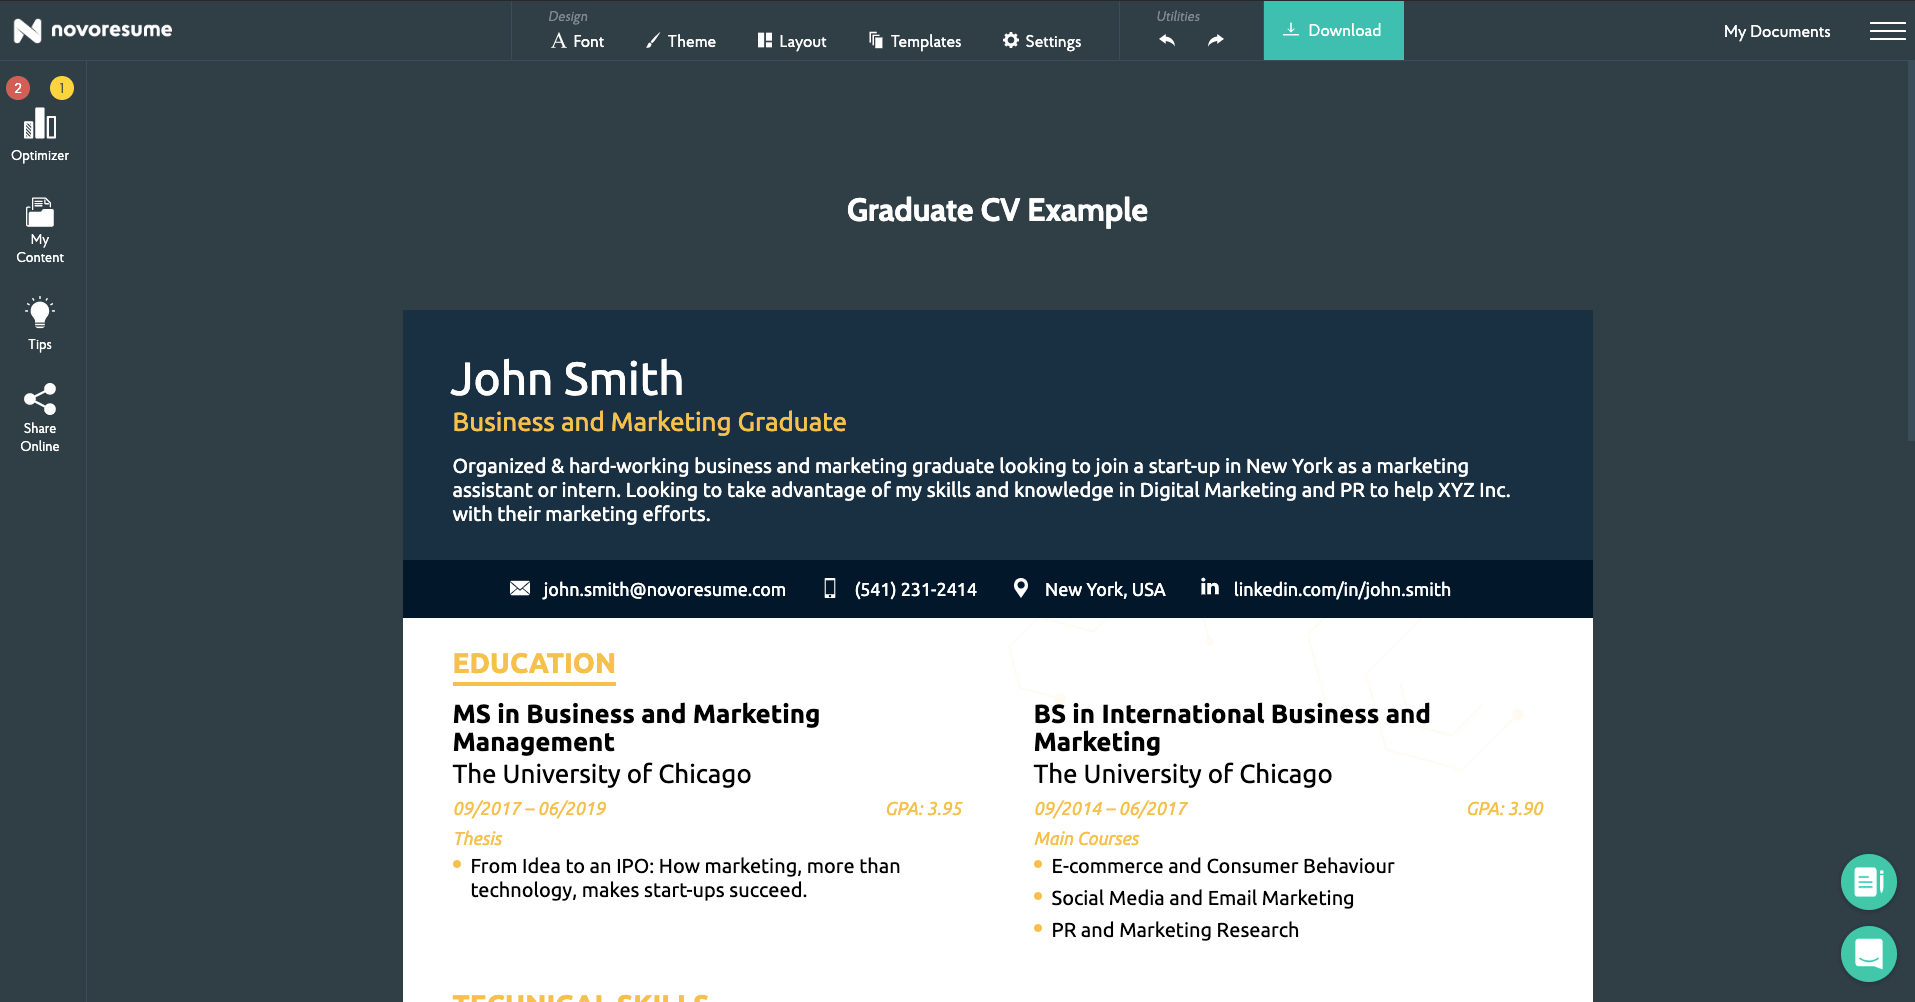 novoresume
Design
Font
Theme
Layout
Templates
Settings
Utilities
Download
My Documents
2
1
Optimizer
My
Content
Tips
Share
Online
Graduate CV Example
John Smith
Business and Marketing Graduate
Organized & hard-working business and marketing graduate looking to join a start-up in New York as a marketing
assistant or intern. Looking to take advantage of my skills and knowledge in Digital Marketing and PR to help XYZ Inc.
with their marketing efforts.
john.smith@novoresume.com
(541) 231-2414
New York, USA
linkedin.com/in/john.smith
EDUCATION
MS in Business and Marketing
Management
The University of Chicago
09/2017 – 06/2019 GPA: 3.95
Thesis
From Idea to an IPO: How marketing, more than
technology, makes start-ups succeed.
BS in International Business and
Marketing
The University of Chicago
09/2014 – 06/2017 GPA: 3.90
Main Courses
E-commerce and Consumer Behaviour
Social Media and Email Marketing
PR and Marketing Research
TECHNICAL SKILLS